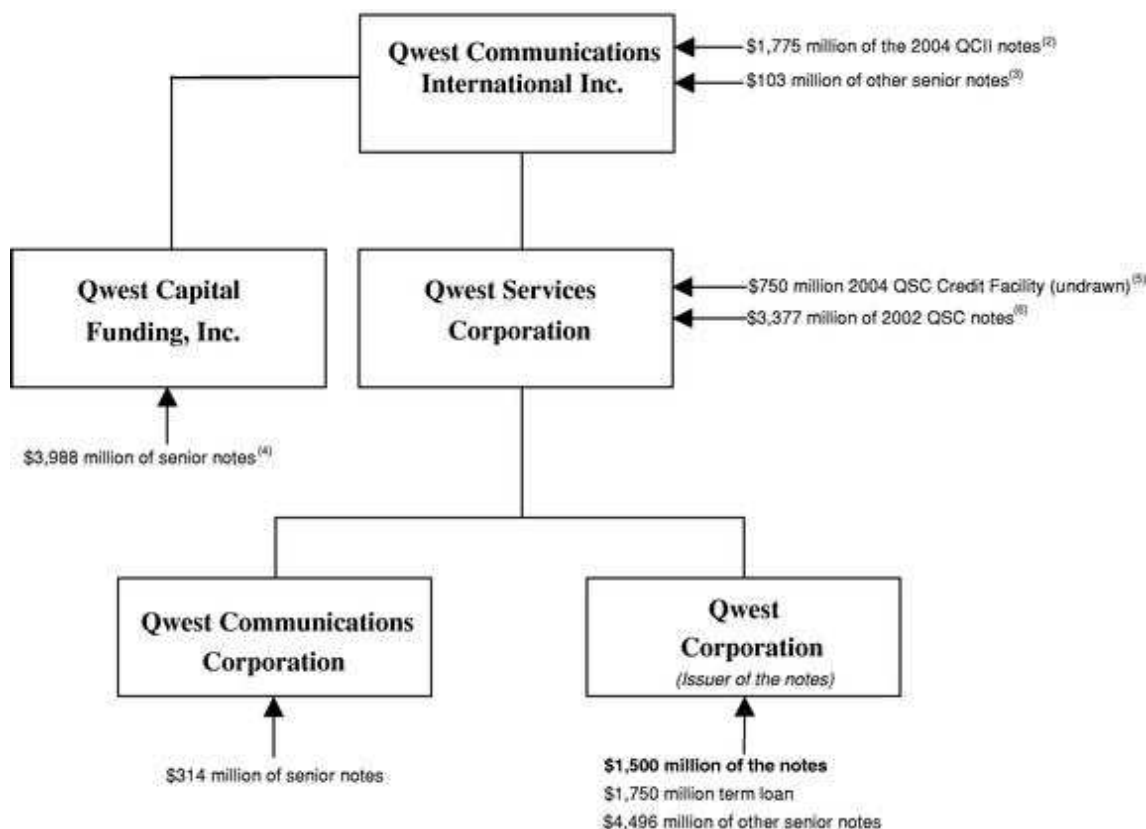 Qwest Communications
International Inc.
$1,775 million of the 2004 QCII notes(2)
$103 million of other senior notes(3)
Qwest Capital
Funding, Inc.
Qwest Services
Corporation
$750 million 2004 QSC Credit Facility (undrawn)(5)
$3,377 million of 2002 QSC notes(6)
$3,988 million of senior notes(4)
Qwest Communications
Corporation
Qwest
Corporation
(Issuer of the notes)
$314 million of senior notes
$1,500 million of the notes
$1,750 million term loan
$4,496 million of other senior notes